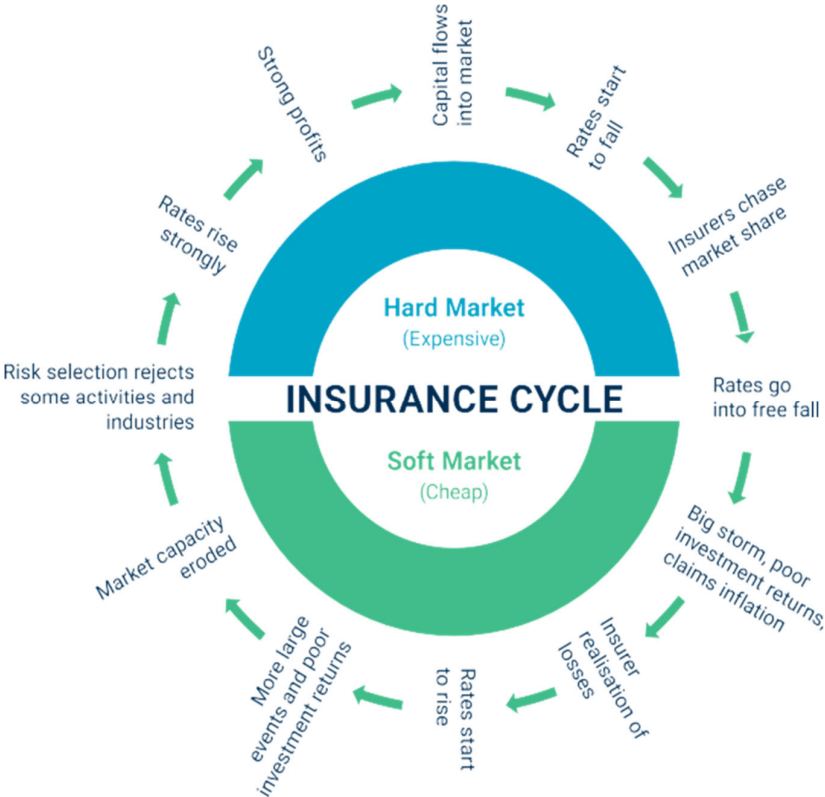 Capital flows
into market
Rates start
to fall
Insurers chase
market share
Rates go
into free fall
Big storm, poor
investment returns,
claims inflation
Insurer
realisation of
losses
Rates start
to rise
More large
events and poor
investment returns
Market capacity
eroded
Risk selection rejects
some activities and
industries
Rates rise
strongly
Strong profits
Hard Market
(Expensive)
INSURANCE CYCLE
Soft Market
(Cheap)